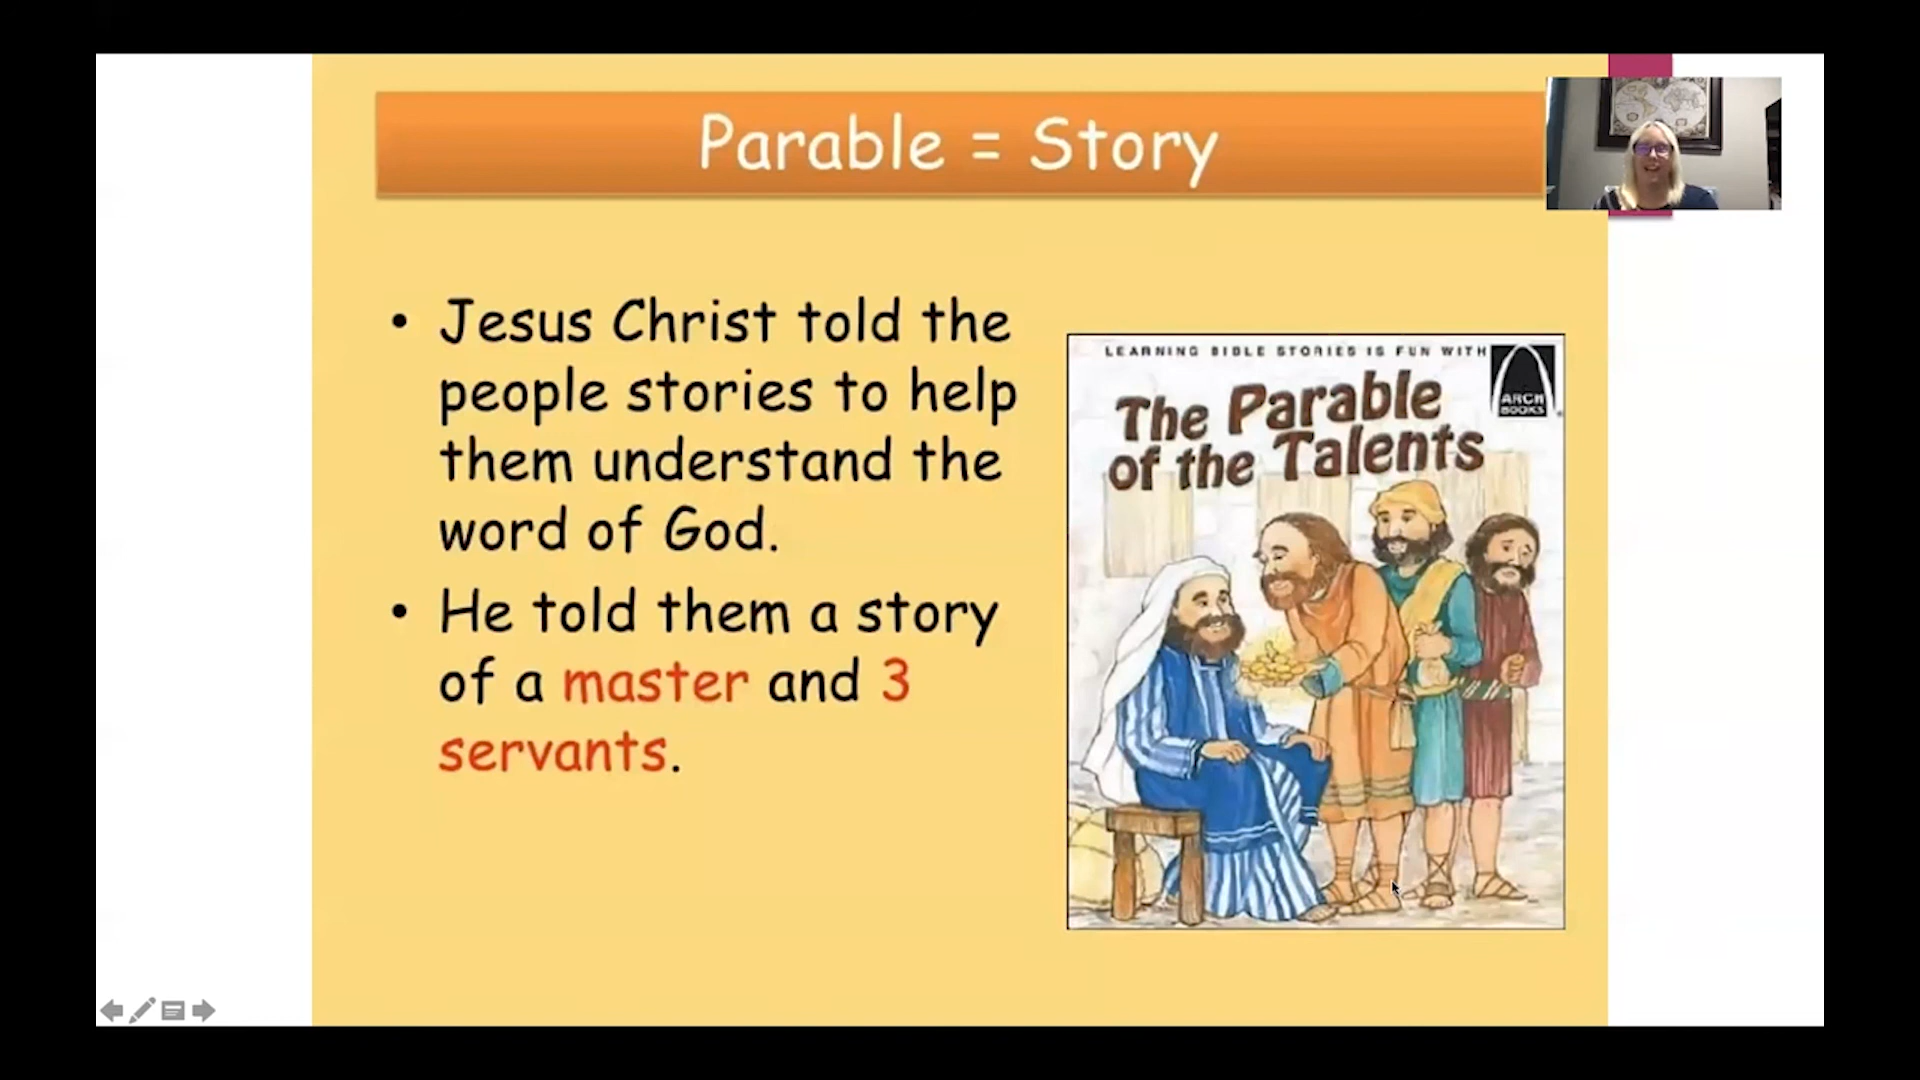 Parable = Story
• Jesus Christ told the
people stories to help
them understand the
word of God.
• He told them a story
of a master and 3
servants.
LEARNING BIBLE STORIES IS FUN WITH
ARCH
BOOKS
The Parable
of the Talents